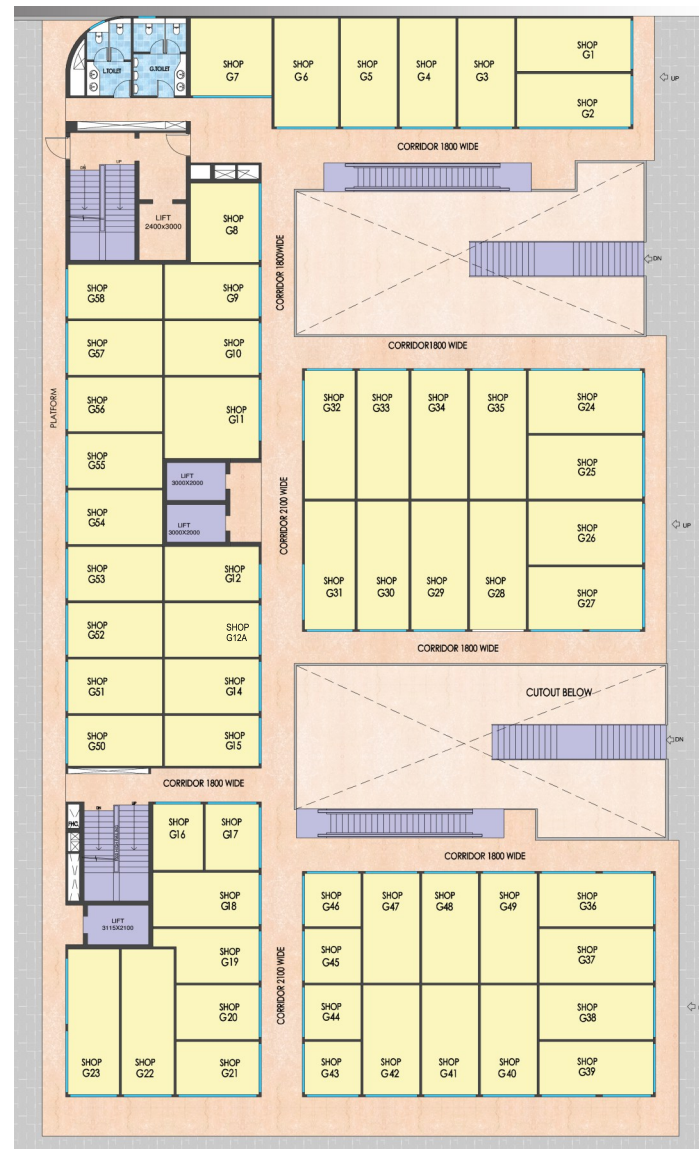 SHOP
G7
SHOP
G6
SHOP
G5
SHOP
G4
SHOP
G3
SHOP
G1
SHOP
G2
L.TOILET
G.TOILET
UP
CORRIDOR 1800 WIDE
DN
UP
LIFT
2400x3000
SHOP
G8
CORRIDOR 1800WIDE
DN
SHOP
G58
SHOP
G9
SHOP
G57
SHOP
G10
CORRIDOR1800 WIDE
PLATFORM
SHOP
G56
SHOP
G11
SHOP
G32
SHOP
G33
SHOP
G34
SHOP
G35
SHOP
G24
SHOP
G55
SHOP
G25
LIFT
3000X2000
SHOP
G54
LIFT
3000X2000
CORRIDOR 2100 WIDE
UP
SHOP
G26
SHOP
G53
SHOP
G12
SHOP
G31
SHOP
G30
SHOP
G29
SHOP
G28
SHOP
G27
SHOP
G52
SHOP
G12A
CORRIDOR 1800 WIDE
SHOP
G51
SHOP
G14
CUTOUT BELOW
SHOP
G50
SHOP
G15
DN
CORRIDOR 1800 WIDE
DN
UP
SHOP
G16
SHOP
G17
CORRIDOR 1800 WIDE
SHOP
G18
SHOP
G46
SHOP
G47
SHOP
G48
SHOP
G49
SHOP
G36
LIFT
3115X2100
SHOP
G19
CORRIDOR 2100 WIDE
SHOP
G45
SHOP
G37
SHOP
G20
SHOP
G44
SHOP
G38
SHOP
G23
SHOP
G22
SHOP
G21
SHOP
G43
SHOP
G42
SHOP
G41
SHOP
G40
SHOP
G39